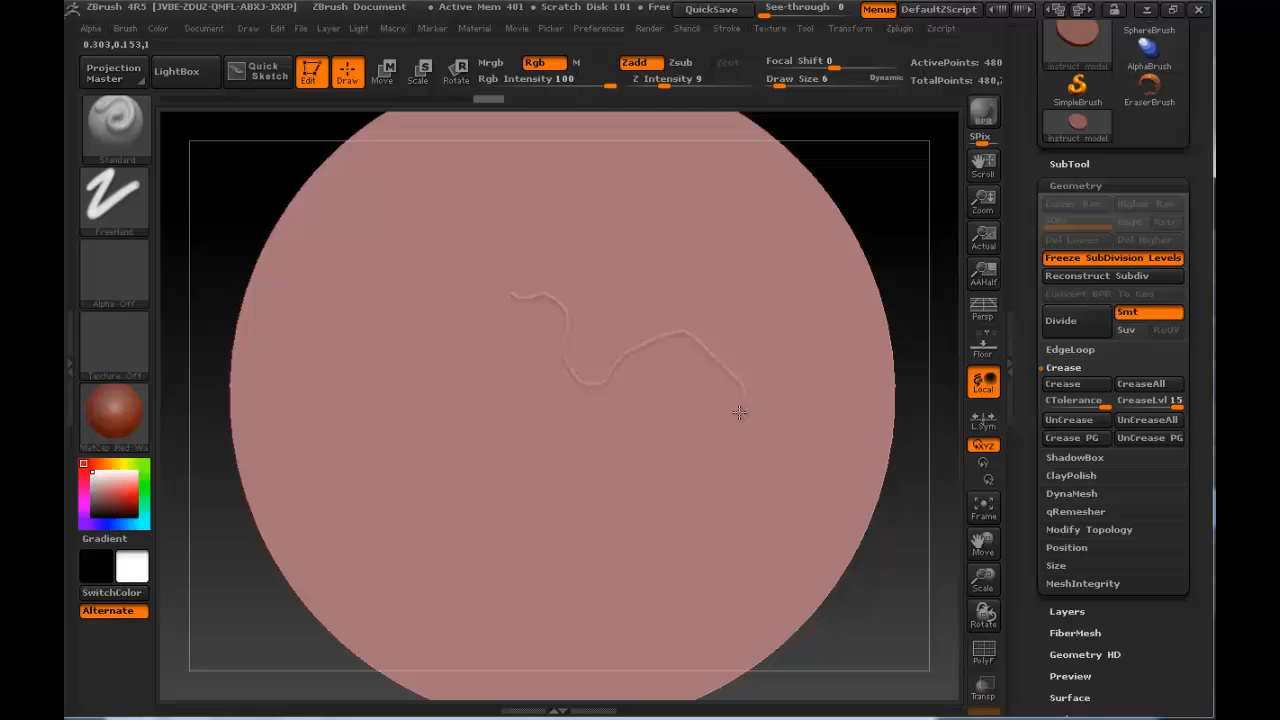 ZBrush 4R5 [JVBE-ZDUZ-QMFL-ABXJ-JXXP] ZBrush Document • Active Mem 401 • Scratch Disk 101 • Free QuickSave See-through 0 Menus DefaultZScript
Alpha Brush Color Document Draw Edit File Layer Light Macro Marker Material Movie Picker Preferences Render Stencil Stroke Texture Tool Transform Zplugin Zscript
0.303,0.153,1
Projection Master
LightBox
Quick Sketch
Edit
Draw
Move
Scale
Rotate
Mrgb Rgb M
Rgb Intensity 100
Zadd Zsub Zcut
Z Intensity 9
Focal Shift 0
Draw Size 6 Dynamic
ActivePoints: 480
TotalPoints: 480,
Standard
FreeHand
Alpha Off
Texture Off
MatCap Red Wa
Gradient
SwitchColor
Alternate
BPR
SPix
Scroll
Zoom
Actual
AAHalf
Persp
Floor
Local
L.Sym
XYZ
Frame
Move
Scale
Rotate
PolyF
Transp
SphereBrush
instruct model AlphaBrush
SimpleBrush EraserBrush
instruct model
SubTool
Geometry
Lower Res Higher Res
SDiv Cage Rstr
Del Lower Del Higher
Freeze SubDivision Levels
Reconstruct Subdiv
Convert BPR To Geo
Divide Smt
Suv ReUV
EdgeLoop
Crease
Crease CreaseAll
CTolerance CreaseLvl 15
UnCrease UnCreaseAll
Crease PG UnCrease PG
ShadowBox
ClayPolish
DynaMesh
qRemesher
Modify Topology
Position
Size
MeshIntegrity
Layers
FiberMesh
Geometry HD
Preview
Surface